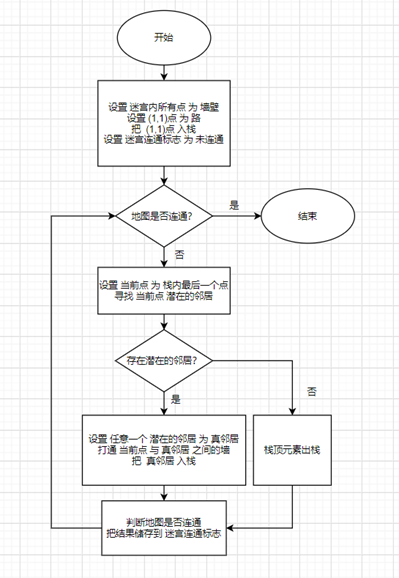 开始
设置 迷宫内所有点 为 墙壁
设置 (1,1)点 为 路
把 (1,1)点 入栈
设置 迷宫连通标志 为 未连通
地图是否连通?
是
结束
否
设置 当前点 为 栈内最后一个点
寻找 当前点 潜在的邻居
存在潜在的邻居?
否
是
设置 任意一个 潜在的邻居 为 真邻居
打通 当前点 与 真邻居 之间的墙
把 真邻居 入栈
栈顶元素出栈
判断地图是否连通
把结果储存到 迷宫连通标志